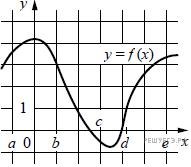 y
y = f (x)
1
c
a 0 b d e x